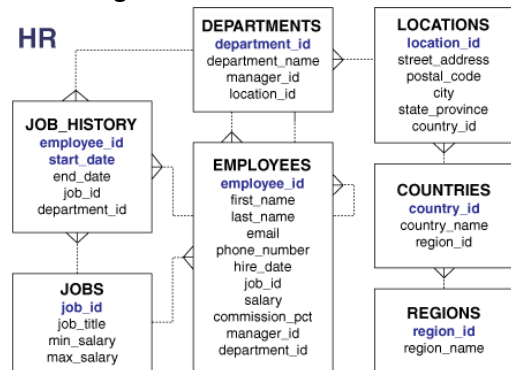 HR
DEPARTMENTS
department_id
department_name
manager_id
location_id
LOCATIONS
location_id
street_address
postal_code
city
state_province
country_id
JOB_HISTORY
employee_id
start_date
end_date
job_id
department_id
EMPLOYEES
employee_id
first_name
last_name
email
phone_number
hire_date
job_id
salary
commission_pct
manager_id
department_id
COUNTRIES
country_id
country_name
region_id
JOBS
job_id
job_title
min_salary
max_salary
REGIONS
region_id
region_name